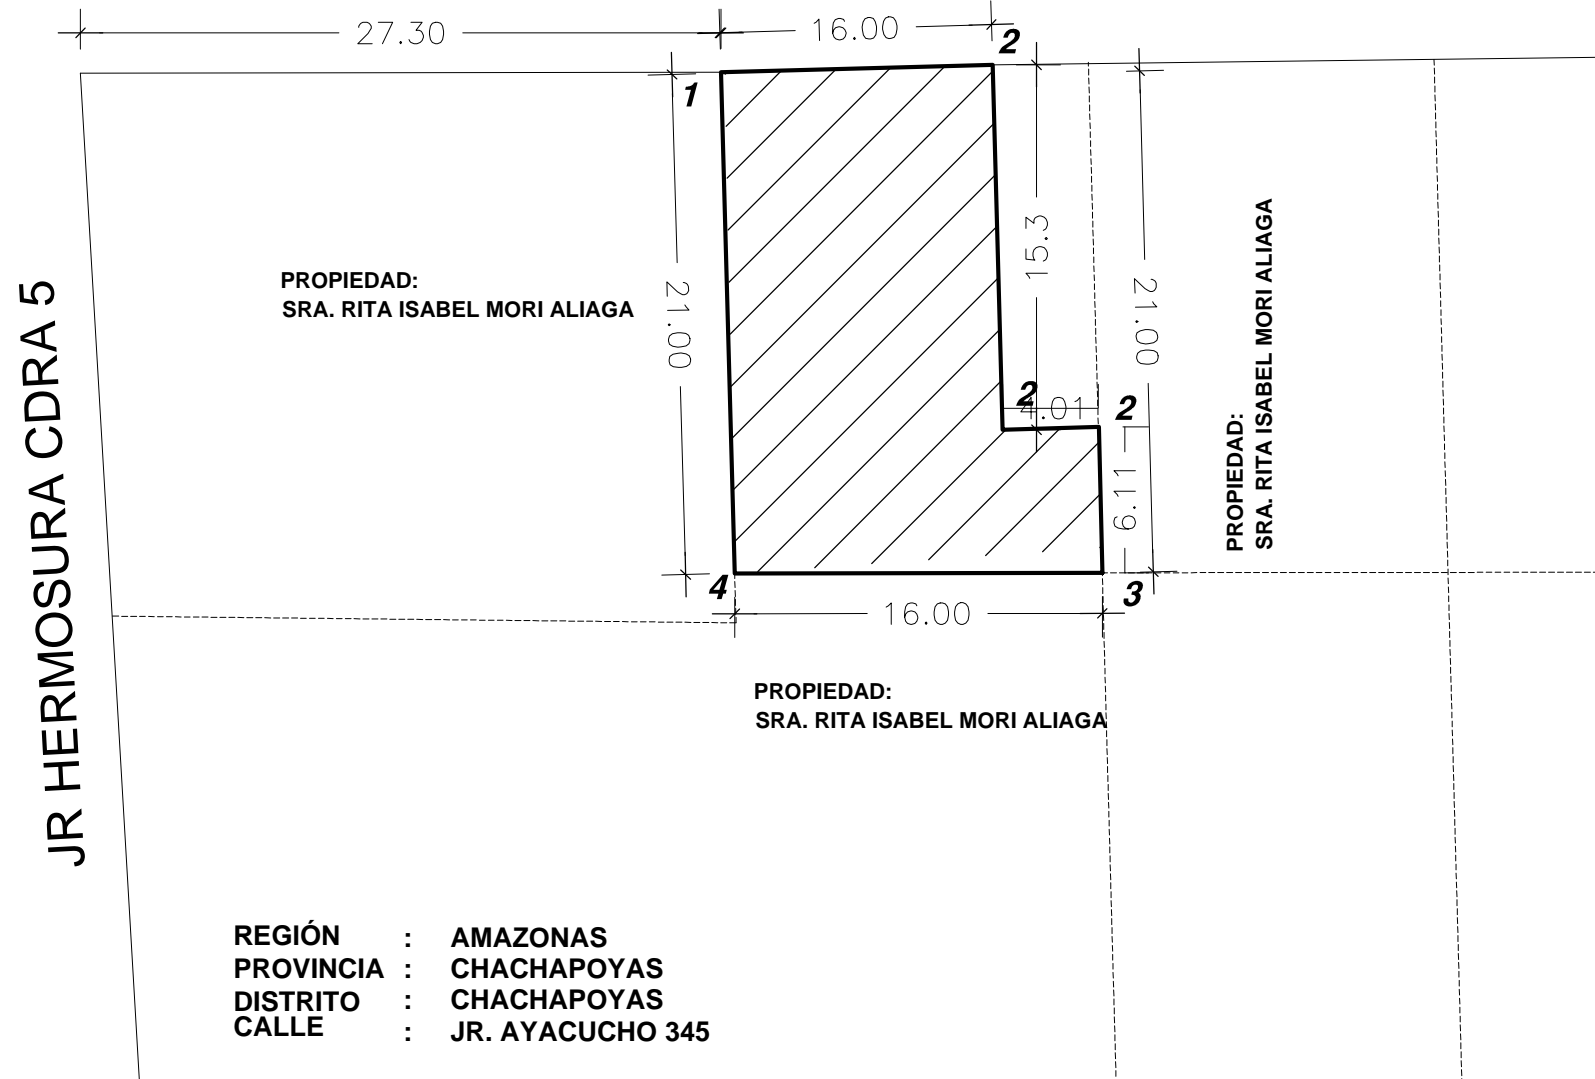 27.30
16.00
2
1
15.3
21.00
21.00
PROPIEDAD:
SRA. RITA ISABEL MORI ALIAGA
PROPIEDAD:
SRA. RITA ISABEL MORI ALIAGA
JR HERMOSURA CDRA 5
2
4.01
2
6.11
4
16.00
3
PROPIEDAD:
SRA. RITA ISABEL MORI ALIAGA
REGIÓN : AMAZONAS
PROVINCIA : CHACHAPOYAS
DISTRITO : CHACHAPOYAS
CALLE : JR. AYACUCHO 345